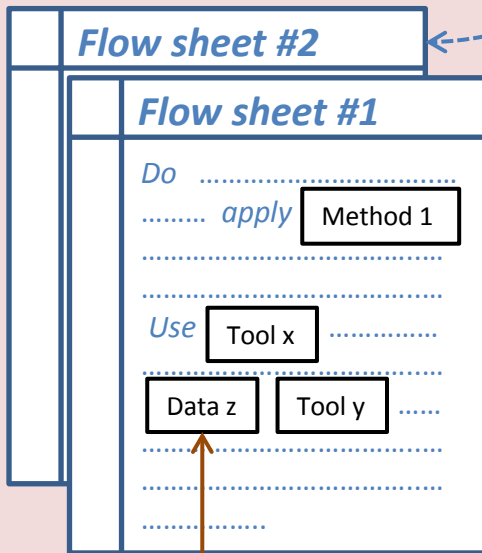 Flow sheet #2
Flow sheet #1
Do ......................................
......... apply Method 1
.............................................
.............................................
Use Tool x ................
.............................................
Data z Tool y ......
.............................................
.............................................
...................